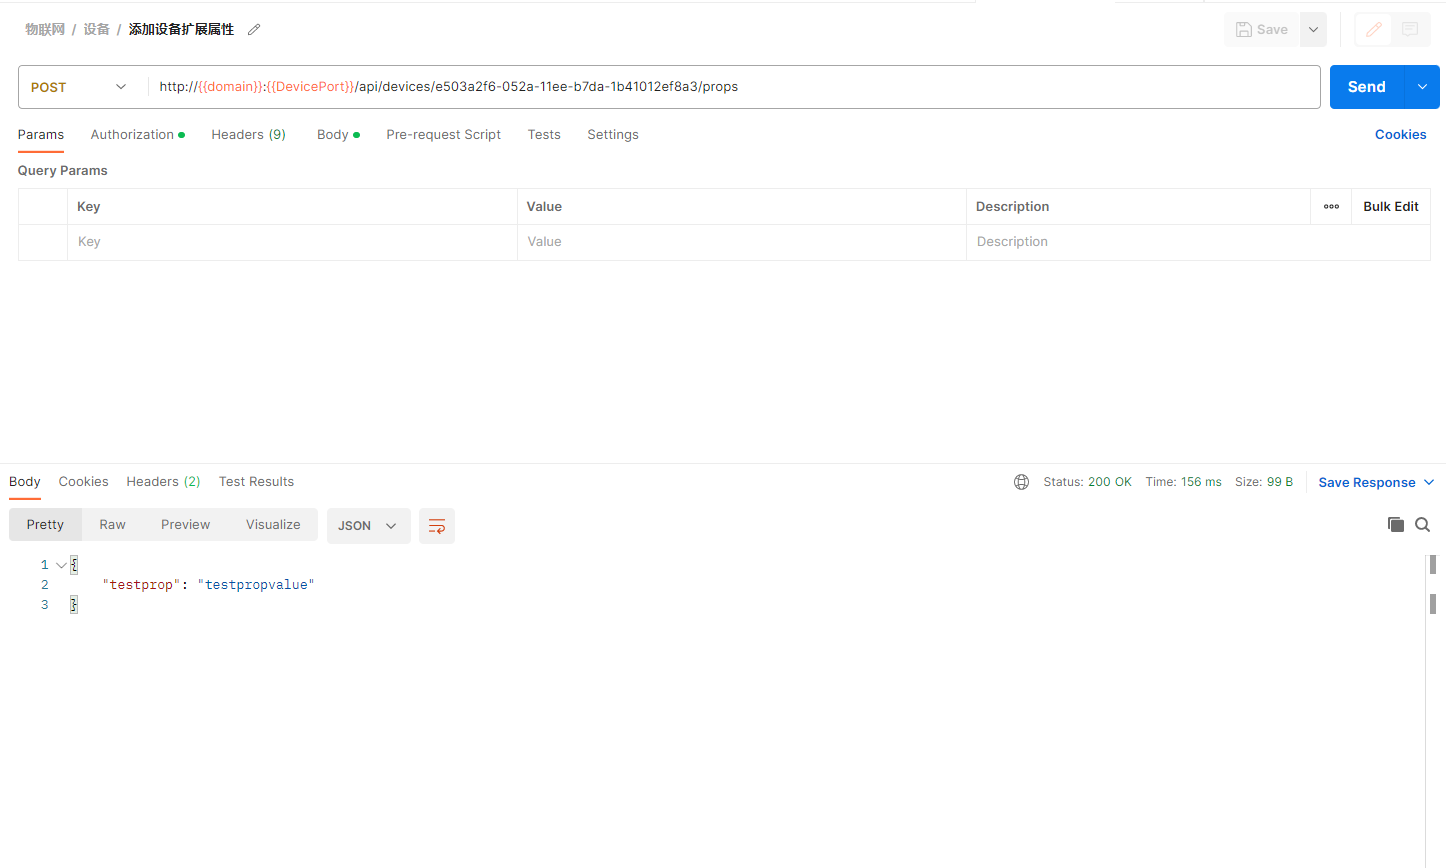 物联网 / 设备 / 添加设备扩展属性
Save
POST
http://{{domain}}:{{DevicePort}}/api/devices/e503a2f6-052a-11ee-b7da-1b41012ef8a3/props
Send
Params Authorization Headers (9) Body Pre-request Script Tests Settings Cookies
Query Params
Key Value Description Bulk Edit
Key Value Description
Body Cookies Headers (2) Test Results Status: 200 OK Time: 156 ms Size: 99 B Save Response
Pretty Raw Preview Visualize JSON
1 {
2 "testprop": "testpropvalue"
3 }